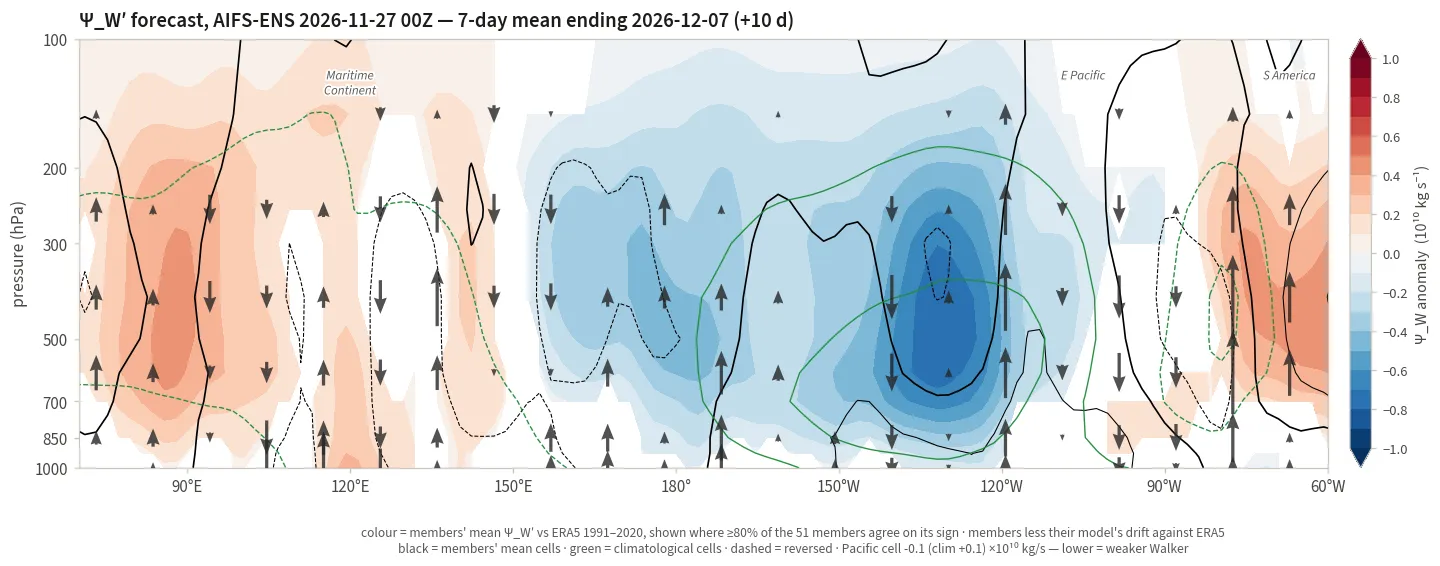 Ψ_W′ forecast, AIFS-ENS 2026-11-27 00Z — 7-day mean ending 2026-12-07 (+10 d)
100
200
300
400
500
700
850
1000
pressure (hPa)
Maritime
Continent
E Pacific
S America
90°E
120°E
150°E
180°
150°W
120°W
90°W
60°W
1.0
0.8
0.6
0.4
0.2
0.0
−0.2
−0.4
−0.6
−0.8
−1.0
Ψ_W anomaly (10¹⁰ kg s⁻¹)
colour = members' mean Ψ_W′ vs ERA5 1991–2020, shown where ≥80% of the 51 members agree on its sign · members less their model's drift against ERA5
black = members' mean cells · green = climatological cells · dashed = reversed · Pacific cell -0.1 (clim +0.1) ×10¹⁰ kg/s — lower = weaker Walker